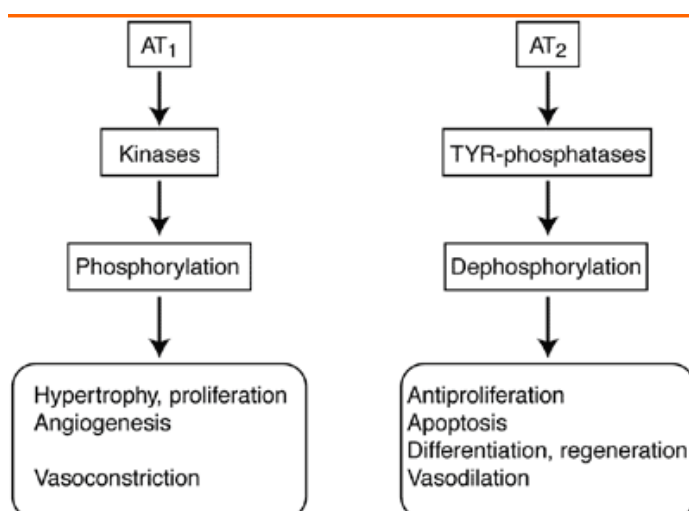 AT₁
Kinases
Phosphorylation
Hypertrophy, proliferation
Angiogenesis
Vasoconstriction
AT₂
TYR-phosphatases
Dephosphorylation
Antiproliferation
Apoptosis
Differentiation, regeneration
Vasodilation